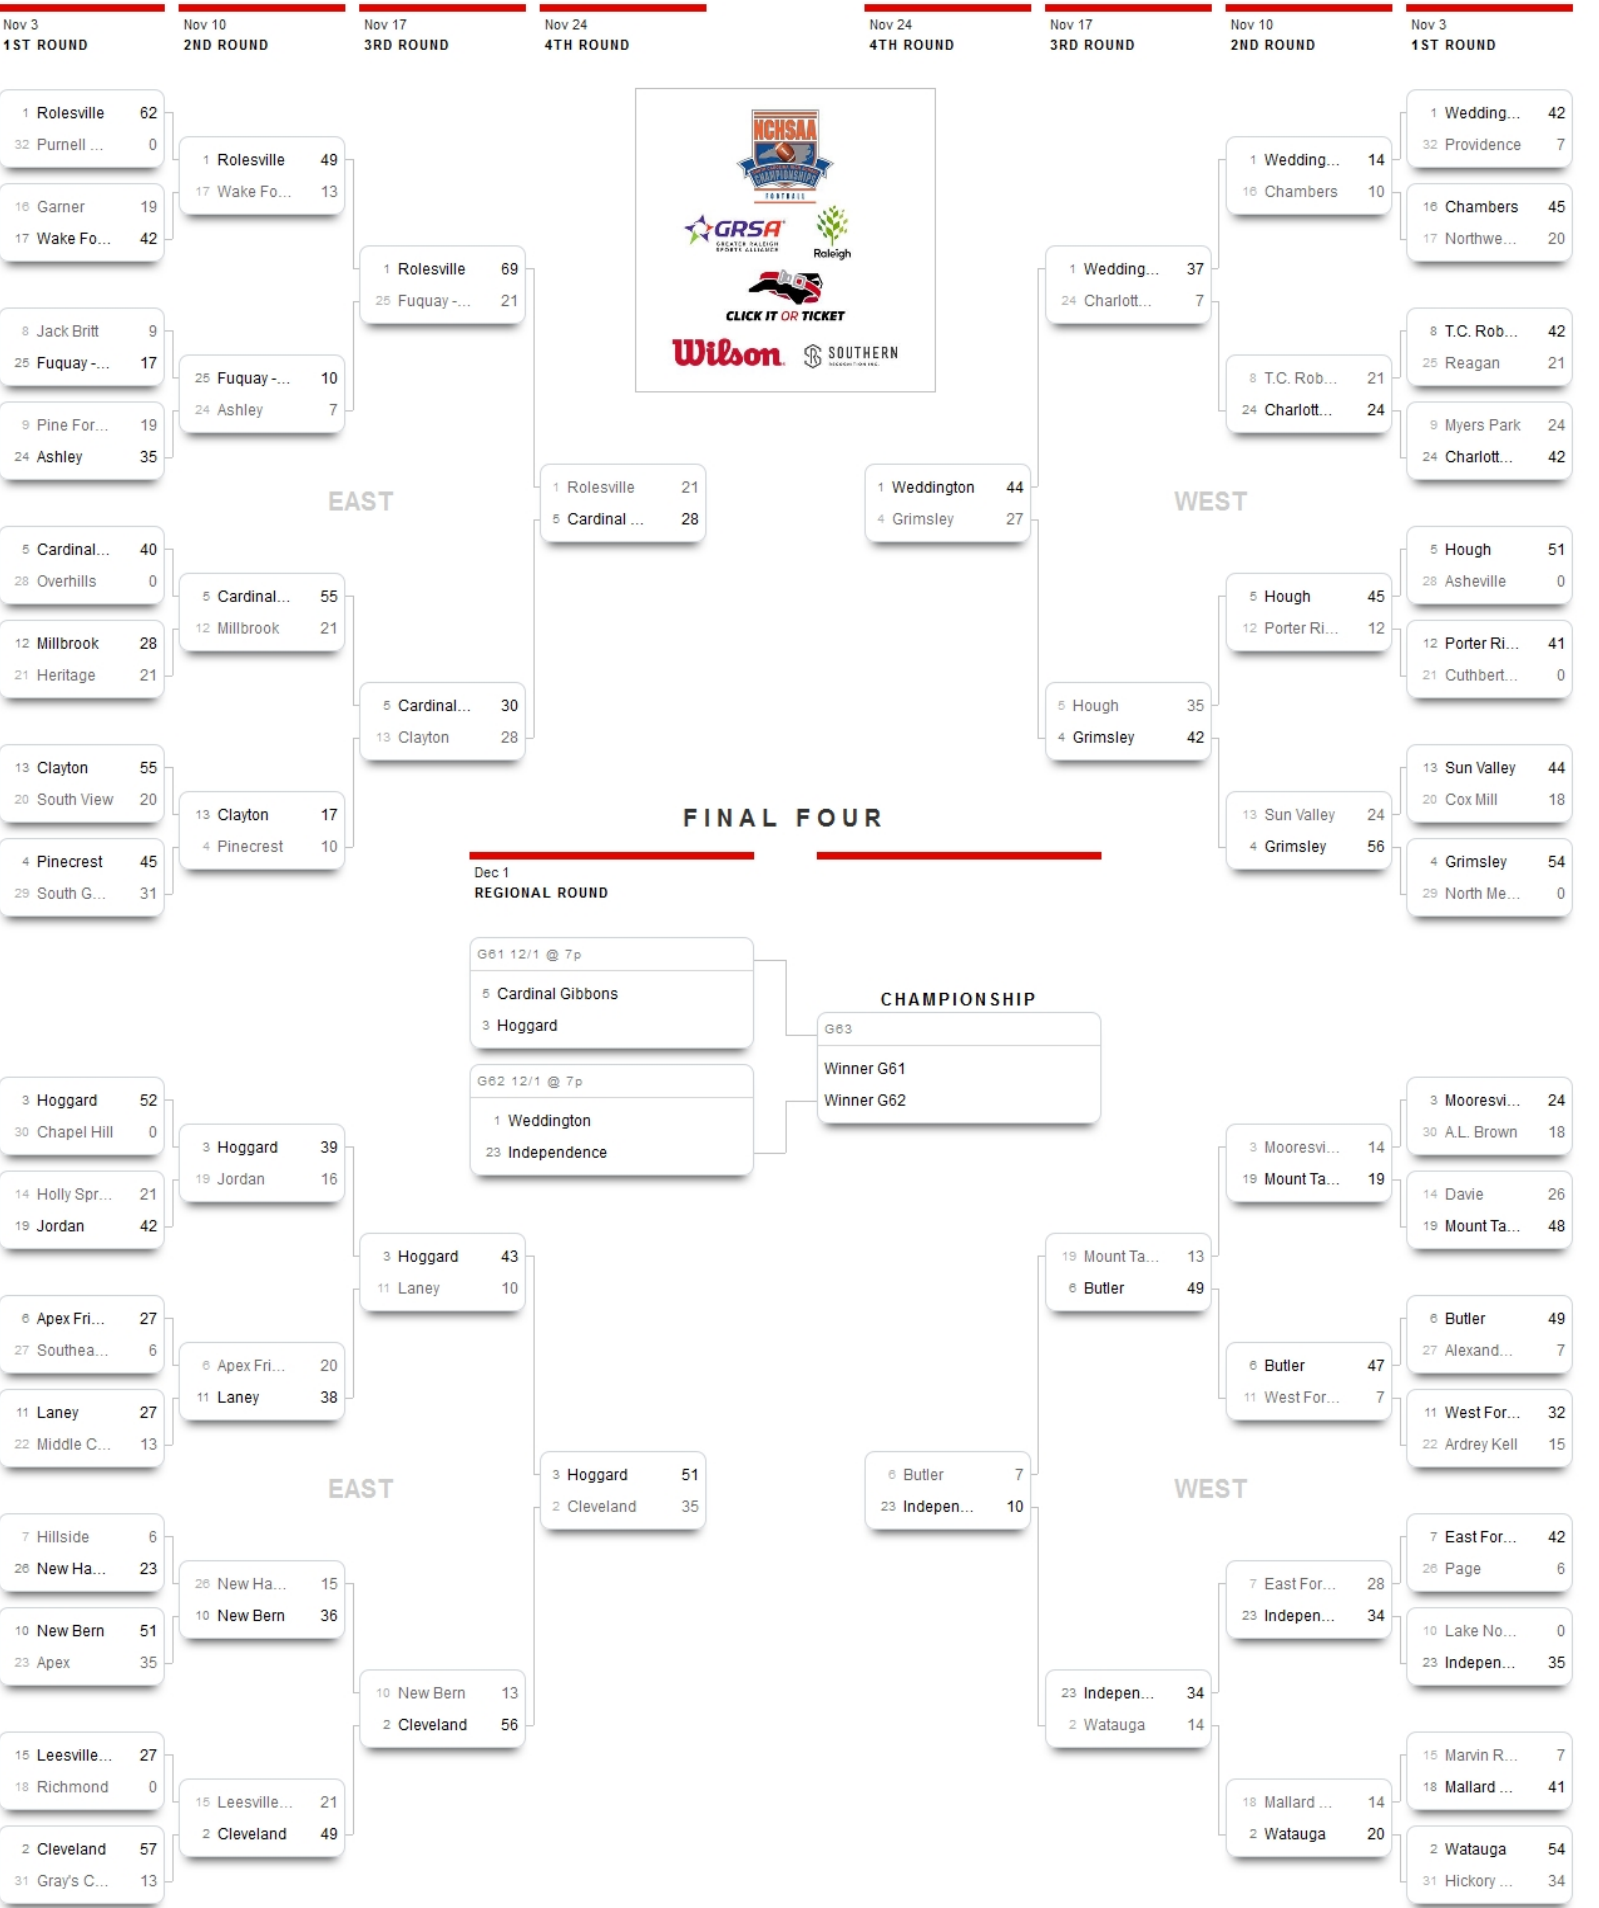 Nov 3
1ST ROUND
Nov 10
2ND ROUND
Nov 17
3RD ROUND
Nov 24
4TH ROUND
Nov 24
4TH ROUND
Nov 17
3RD ROUND
Nov 10
2ND ROUND
Nov 3
1ST ROUND
1 Rolesville 62
32 Purnell ... 0
16 Garner 19
17 Wake Fo... 42
8 Jack Britt 9
25 Fuquay -... 17
9 Pine For... 19
24 Ashley 35
EAST
5 Cardinal... 40
28 Overhills 0
12 Millbrook 28
21 Heritage 21
13 Clayton 55
20 South View 20
4 Pinecrest 45
29 South G... 31
1 Rolesville 49
17 Wake Fo... 13
25 Fuquay -... 10
24 Ashley 7
5 Cardinal... 55
12 Millbrook 21
13 Clayton 17
4 Pinecrest 10
1 Rolesville 69
25 Fuquay -... 21
5 Cardinal... 30
13 Clayton 28
1 Rolesville 21
5 Cardinal ... 28
NCHSAA
CHAMPIONSHIPS
FOOTBALL
GRSA
GREATER RALEIGH
SPORTS ALLIANCE
Raleigh
CLICK IT OR TICKET
Wilson
SOUTHERN
RECOGNITION INC.
1 Weddington 44
4 Grimsley 27
1 Wedding... 37
24 Charlott... 7
5 Hough 35
4 Grimsley 42
WEST
1 Wedding... 14
16 Chambers 10
8 T.C. Rob... 21
24 Charlott... 24
5 Hough 45
12 Porter Ri... 12
13 Sun Valley 24
4 Grimsley 56
1 Wedding... 42
32 Providence 7
16 Chambers 45
17 Northwe... 20
8 T.C. Rob... 42
25 Reagan 21
9 Myers Park 24
24 Charlott... 42
5 Hough 51
28 Asheville 0
12 Porter Ri... 41
21 Cuthbert... 0
13 Sun Valley 44
20 Cox Mill 18
4 Grimsley 54
29 North Me... 0
FINAL FOUR
Dec 1
REGIONAL ROUND
G61 12/1 @ 7p
5 Cardinal Gibbons
3 Hoggard
G62 12/1 @ 7p
1 Weddington
23 Independence
CHAMPIONSHIP
G63
Winner G61
Winner G62
3 Hoggard 52
30 Chapel Hill 0
14 Holly Spr... 21
19 Jordan 42
6 Apex Fri... 27
27 Southea... 6
11 Laney 27
22 Middle C... 13
EAST
7 Hillside 6
26 New Ha... 23
10 New Bern 51
23 Apex 35
15 Leesville... 27
18 Richmond 0
2 Cleveland 57
31 Gray's C... 13
3 Hoggard 39
19 Jordan 16
6 Apex Fri... 20
11 Laney 38
26 New Ha... 15
10 New Bern 36
15 Leesville... 21
2 Cleveland 49
3 Hoggard 43
11 Laney 10
10 New Bern 13
2 Cleveland 56
3 Hoggard 51
2 Cleveland 35
6 Butler 7
23 Indepen... 10
19 Mount Ta... 13
6 Butler 49
23 Indepen... 34
2 Watauga 14
WEST
3 Mooresvi... 14
19 Mount Ta... 19
6 Butler 47
11 West For... 7
7 East For... 28
23 Indepen... 34
18 Mallard ... 14
2 Watauga 20
3 Mooresvi... 24
30 A.L. Brown 18
14 Davie 26
19 Mount Ta... 48
6 Butler 49
27 Alexand... 7
11 West For... 32
22 Ardrey Kell 15
7 East For... 42
26 Page 6
10 Lake No... 0
23 Indepen... 35
15 Marvin R... 7
18 Mallard ... 41
2 Watauga 54
31 Hickory ... 34